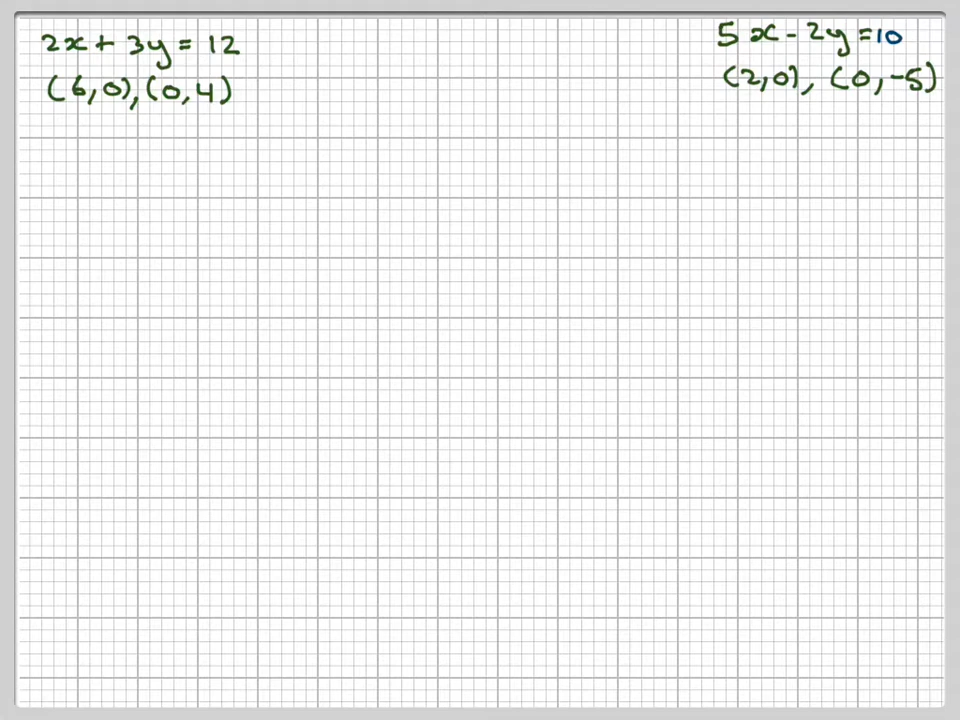 2x + 3y = 12
(6,0),(0,4)
5x - 2y = 10
(2,0), (0,-5)